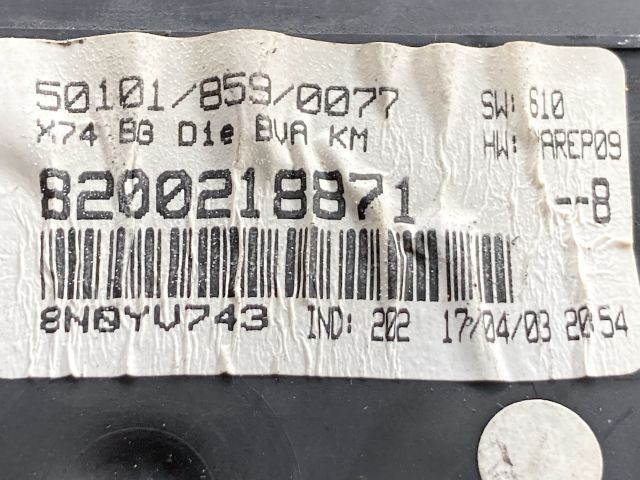 50101/859/0077 SW: 610
X74 BG Die BVA KM HW: CAREP09
8200218871 --8
8N0YV743 IND: 202 17/04/03 20:54